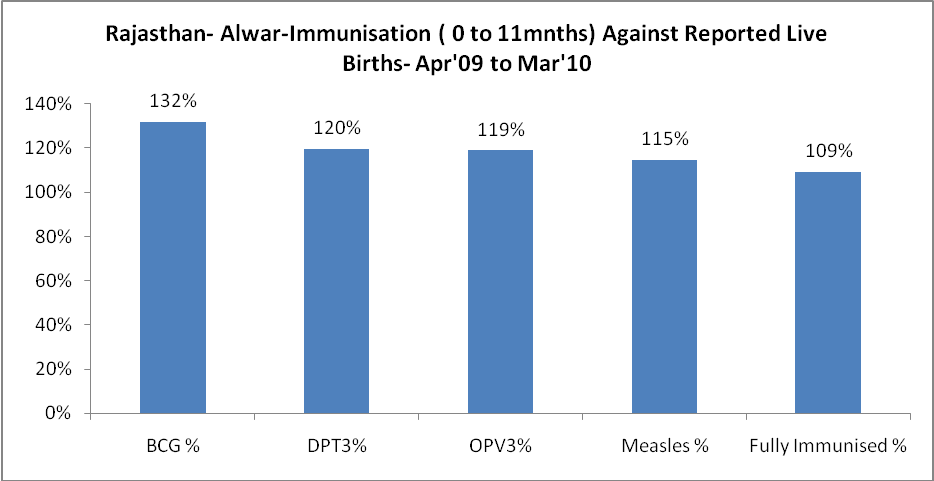 Rajasthan- Alwar-Immunisation ( 0 to 11mnths) Against Reported Live
Births- Apr'09 to Mar'10
140%
120%
100%
80%
60%
40%
20%
0%
132%
120%
119%
115%
109%
BCG %
DPT3%
OPV3%
Measles %
Fully Immunised %